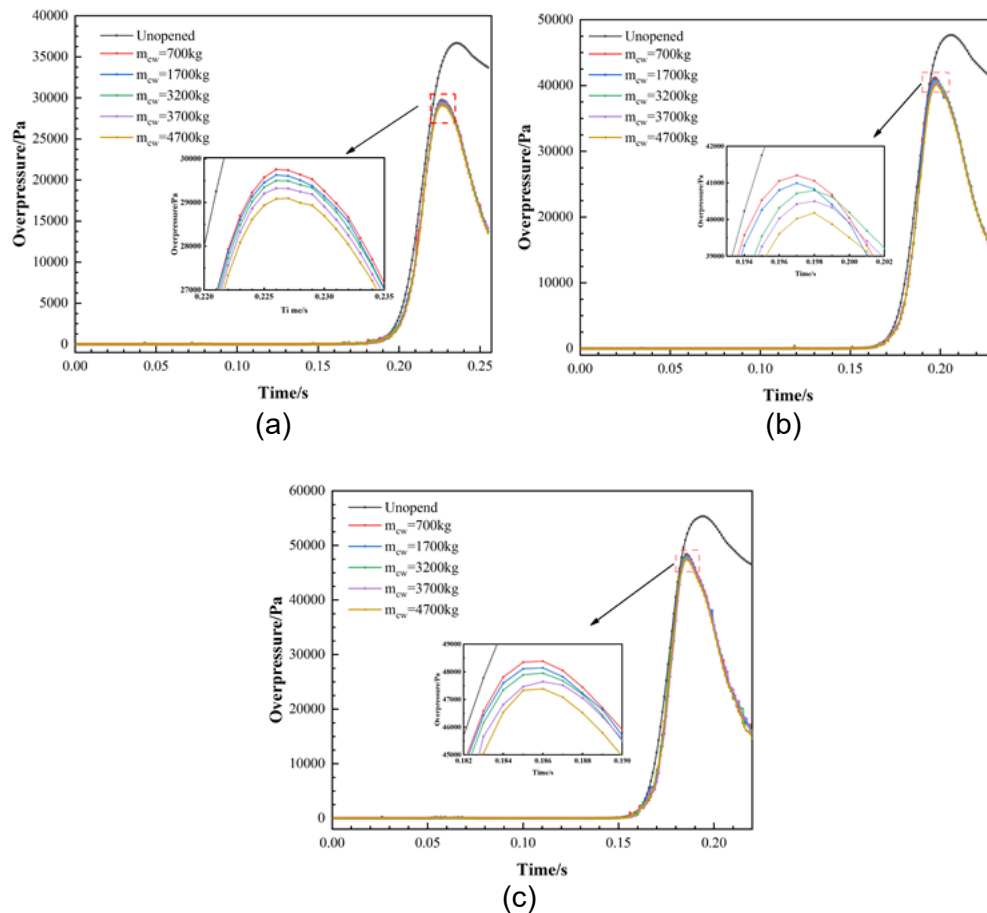 40000
35000
30000
25000
20000
15000
10000
5000
0
Overpressure/Pa
Unopened
m_cw=700kg
m_cw=1700kg
m_cw=3200kg
m_cw=3700kg
m_cw=4700kg
30000
29000
28000
27000
Overpressure/Pa
0.220 0.225 0.230 0.235
Ti me/s
0.00 0.05 0.10 0.15 0.20 0.25
Time/s
(a)
50000
40000
30000
20000
10000
0
Overpressure/Pa
Unopened
m_cw=700kg
m_cw=1700kg
m_cw=3200kg
m_cw=3700kg
m_cw=4700kg
42000
41000
40000
39000
Overpressure/Pa
0.194 0.196 0.198 0.200 0.202
Time/s
0.00 0.05 0.10 0.15 0.20
Time/s
(b)
60000
50000
40000
30000
20000
10000
0
Overpressure/Pa
Unopend
m_cw=700kg
m_cw=1700kg
m_cw=3200kg
m_cw=3700kg
m_cw=4700kg
49000
48000
47000
46000
45000
Overpressure/Pa
0.182 0.184 0.186 0.188 0.190
Time/s
0.00 0.05 0.10 0.15 0.20
Time/s
(c)